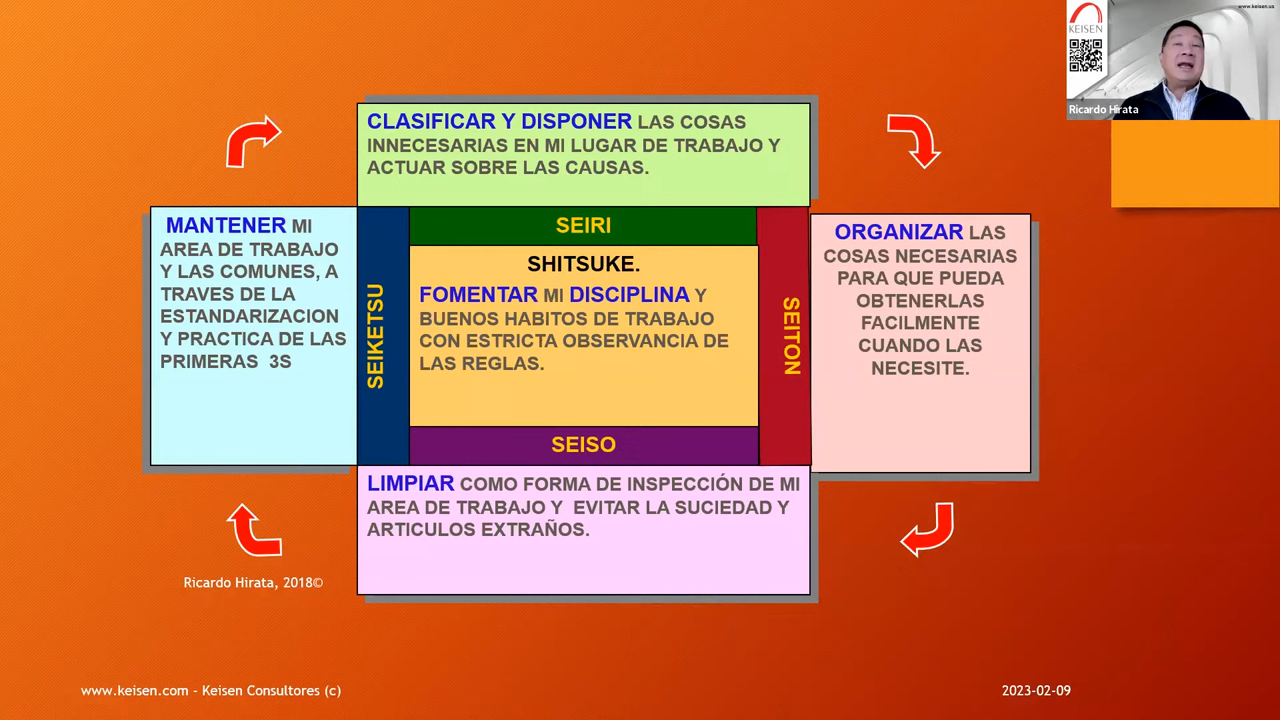 www.keisen.us
KEISEN
Ricardo Hirata
CLASIFICAR Y DISPONER LAS COSAS
INNECESARIAS EN MI LUGAR DE TRABAJO Y
ACTUAR SOBRE LAS CAUSAS.
MANTENER MI
AREA DE TRABAJO
Y LAS COMUNES, A
TRAVES DE LA
ESTANDARIZACION
Y PRACTICA DE LAS
PRIMERAS 3S
SEIKETSU
SEIRI
SHITSUKE.
FOMENTAR MI DISCIPLINA Y
BUENOS HABITOS DE TRABAJO
CON ESTRICTA OBSERVANCIA DE
LAS REGLAS.
SEITON
ORGANIZAR LAS
COSAS NECESARIAS
PARA QUE PUEDA
OBTENERLAS
FACILMENTE
CUANDO LAS
NECESITE.
SEISO
LIMPIAR COMO FORMA DE INSPECCIÓN DE MI
AREA DE TRABAJO Y EVITAR LA SUCIEDAD Y
ARTICULOS EXTRAÑOS.
Ricardo Hirata, 2018©
www.keisen.com - Keisen Consultores (c)
2023-02-09